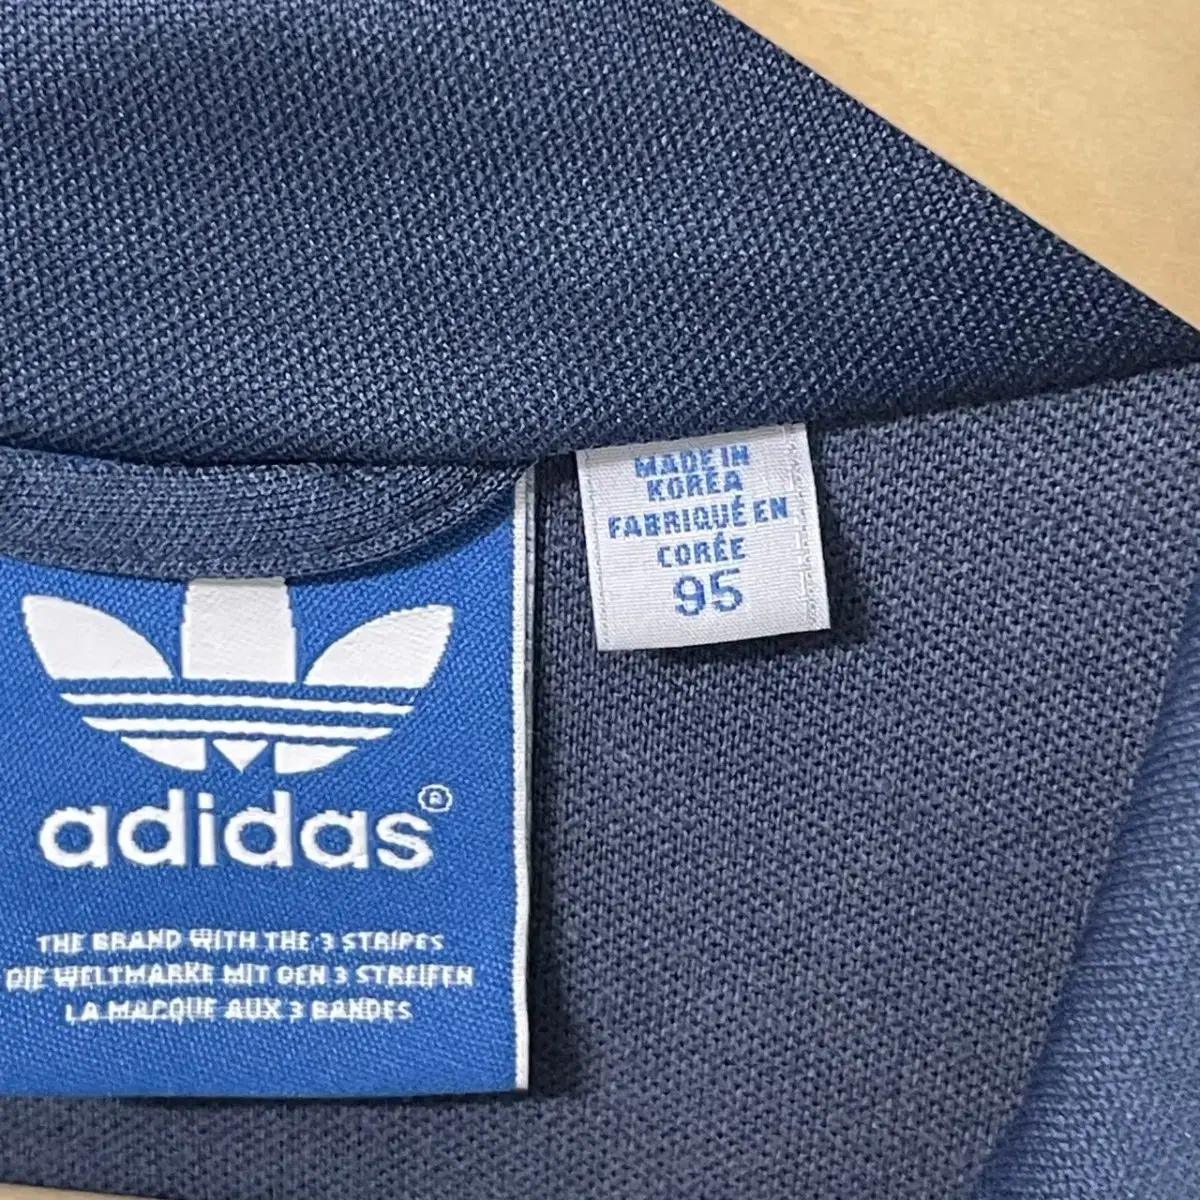 MADE IN
KOREA
FABRIQUÉ EN
CORÉE
95
adidas®
THE BRAND WITH THE 3 STRIPES
DIE WELTMARKE MIT DEN 3 STREIFEN
LA MARQUE AUX 3 BANDES